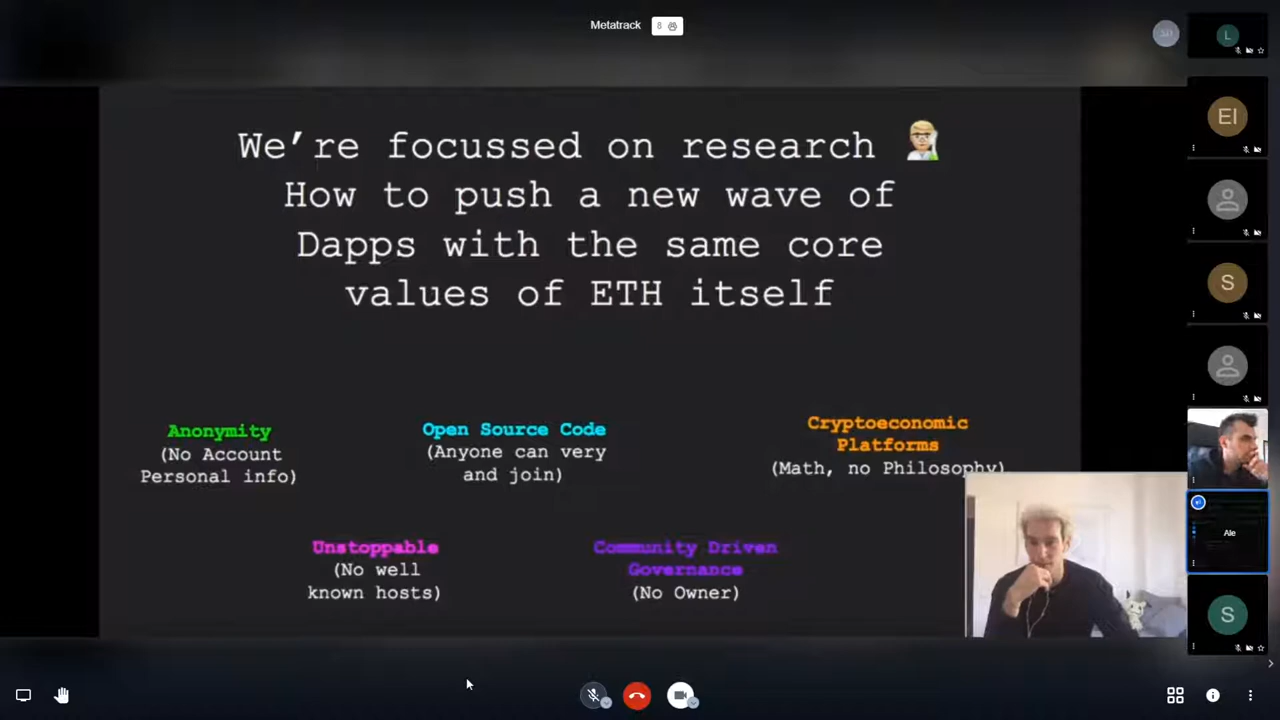 Metatrack 8
We're focussed on research
How to push a new wave of
Dapps with the same core
values of ETH itself
Anonymity
(No Account
Personal info)
Open Source Code
(Anyone can very
and join)
Cryptoeconomic
Platforms
(Math, no Philosophy)
Unstoppable
(No well
known hosts)
Community Driven
Governance
(No Owner)
L
EI
S
Ale
S